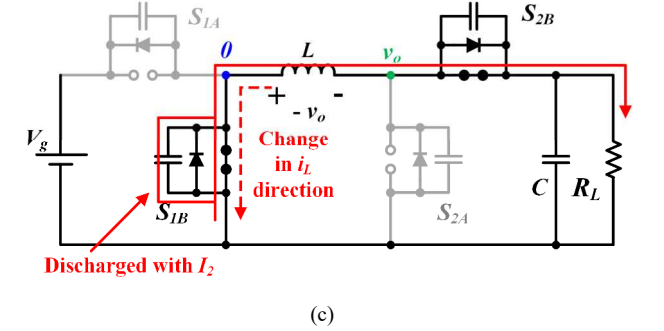 S1A
S2B
0
L
vo
+
- vo
-
Change
in iL
direction
Vg
S1B
S2A
C
RL
Discharged with I2
(c)